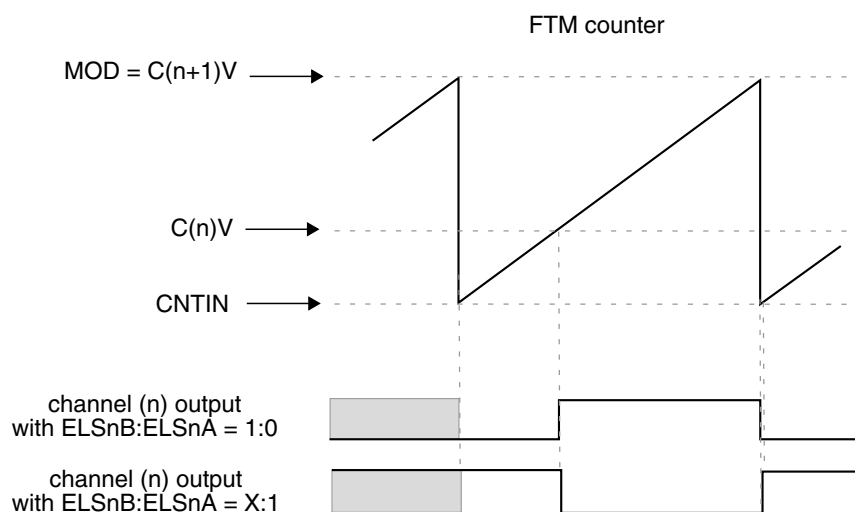 FTM counter
MOD = C(n+1)V
C(n)V
CNTIN
channel (n) output
with ELSnB:ELSnA = 1:0
channel (n) output
with ELSnB:ELSnA = X:1